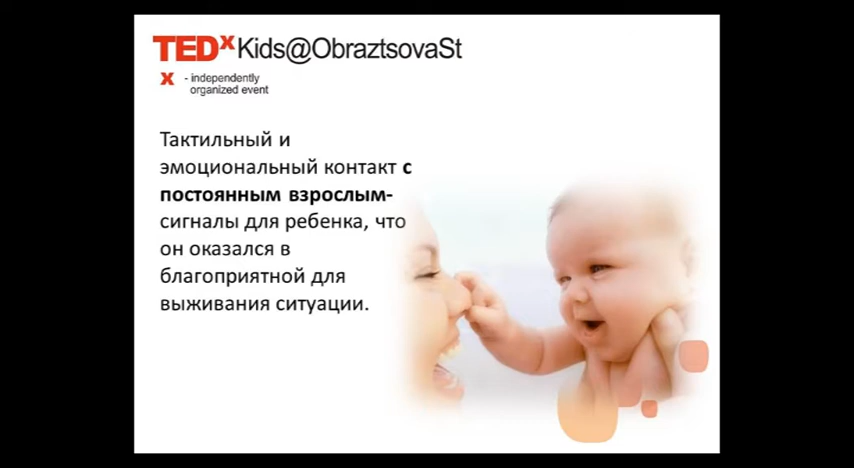 TEDxKids@ObraztsovaSt
x - independently
organized event
Тактильный и
эмоциональный контакт с
постоянным взрослым-
сигналы для ребенка, что
он оказался в
благоприятной для
выживания ситуации.